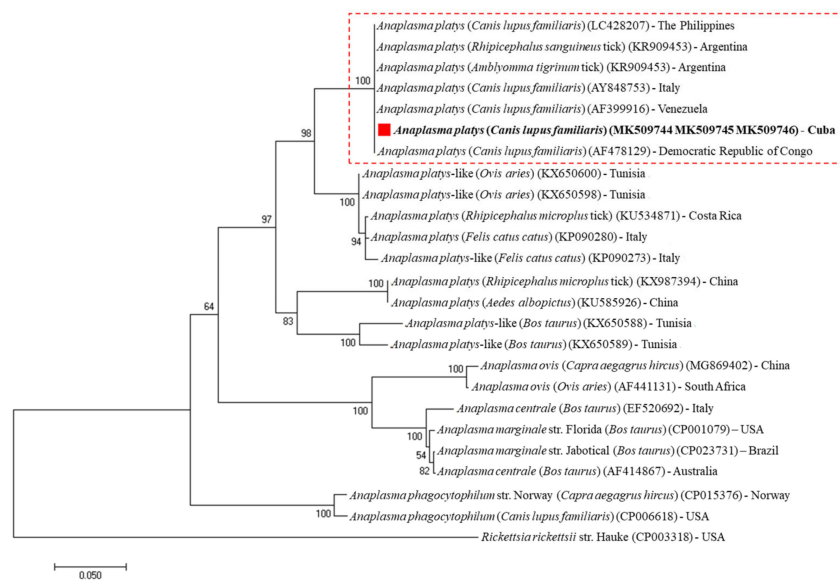 Anaplasma platys (Canis lupus familiaris) (LC428207) - The Philippines
Anaplasma platys (Rhipicephalus sanguineus tick) (KR909453) - Argentina
Anaplasma platys (Amblyomma tigrinum tick) (KR909453) - Argentina
100
Anaplasma platys (Canis lupus familiaris) (AY848753) - Italy
Anaplasma platys (Canis lupus familiaris) (AF399916) - Venezuela
Anaplasma platys (Canis lupus familiaris) (MK509744 MK509745 MK509746) - Cuba
98
Anaplasma platys (Canis lupus familiaris) (AF478129) - Democratic Republic of Congo
Anaplasma platys-like (Ovis aries) (KX650600) - Tunisia
Anaplasma platys-like (Ovis aries) (KX650598) - Tunisia
100
Anaplasma platys (Rhipicephalus microplus tick) (KU534871) - Costa Rica
97
Anaplasma platys (Felis catus catus) (KP090280) - Italy
94
Anaplasma platys-like (Felis catus catus) (KP090273) - Italy
100
Anaplasma platys (Rhipicephalus microplus tick) (KX987394) - China
Anaplasma platys (Aedes albopictus) (KU585926) - China
64
83
Anaplasma platys-like (Bos taurus) (KX650588) - Tunisia
100
Anaplasma platys-like (Bos taurus) (KX650589) - Tunisia
100
Anaplasma ovis (Capra aegagrus hircus) (MG869402) - China
Anaplasma ovis (Ovis aries) (AF441131) - South Africa
100
Anaplasma centrale (Bos taurus) (EF520692) - Italy
100
Anaplasma marginale str. Florida (Bos taurus) (CP001079) – USA
54
Anaplasma marginale str. Jabotical (Bos taurus) (CP023731) – Brazil
82
Anaplasma centrale (Bos taurus) (AF414867) - Australia
Anaplasma phagocytophilum str. Norway (Capra aegagrus hircus) (CP015376) - Norway
100
Anaplasma phagocytophilum (Canis lupus familiaris) (CP006618) - USA
Rickettsia rickettsii str. Hauke (CP003318) - USA
0.050